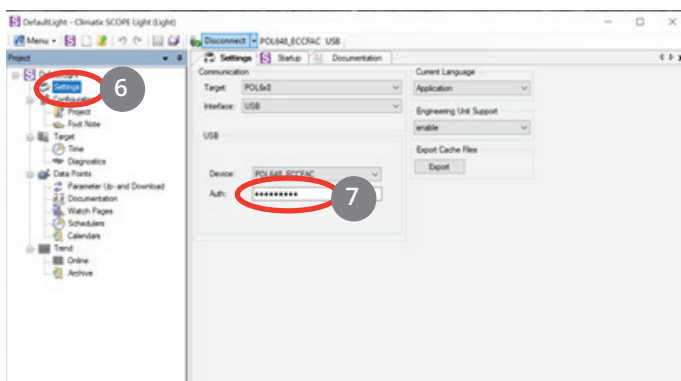 DefaultLight - Climatix SCOPE Light (Light)
Menu
Disconnect POL648_ECCFAC USB
Project
Settings Startup Documentation
Settings
Project
Foot Note
Target
Time
Diagnostics
Data Points
Parameter Up- and Download
Documentation
Watch Pages
Schedulers
Calendars
Trend
Online
Archive
6
Communication
Target: POL6x8
Interface: USB
USB
Device: POL648_ECCFAC
Auth: *********
7
Current Language
Application
Engineering Unit Support
enable
Export Cache Files
Export